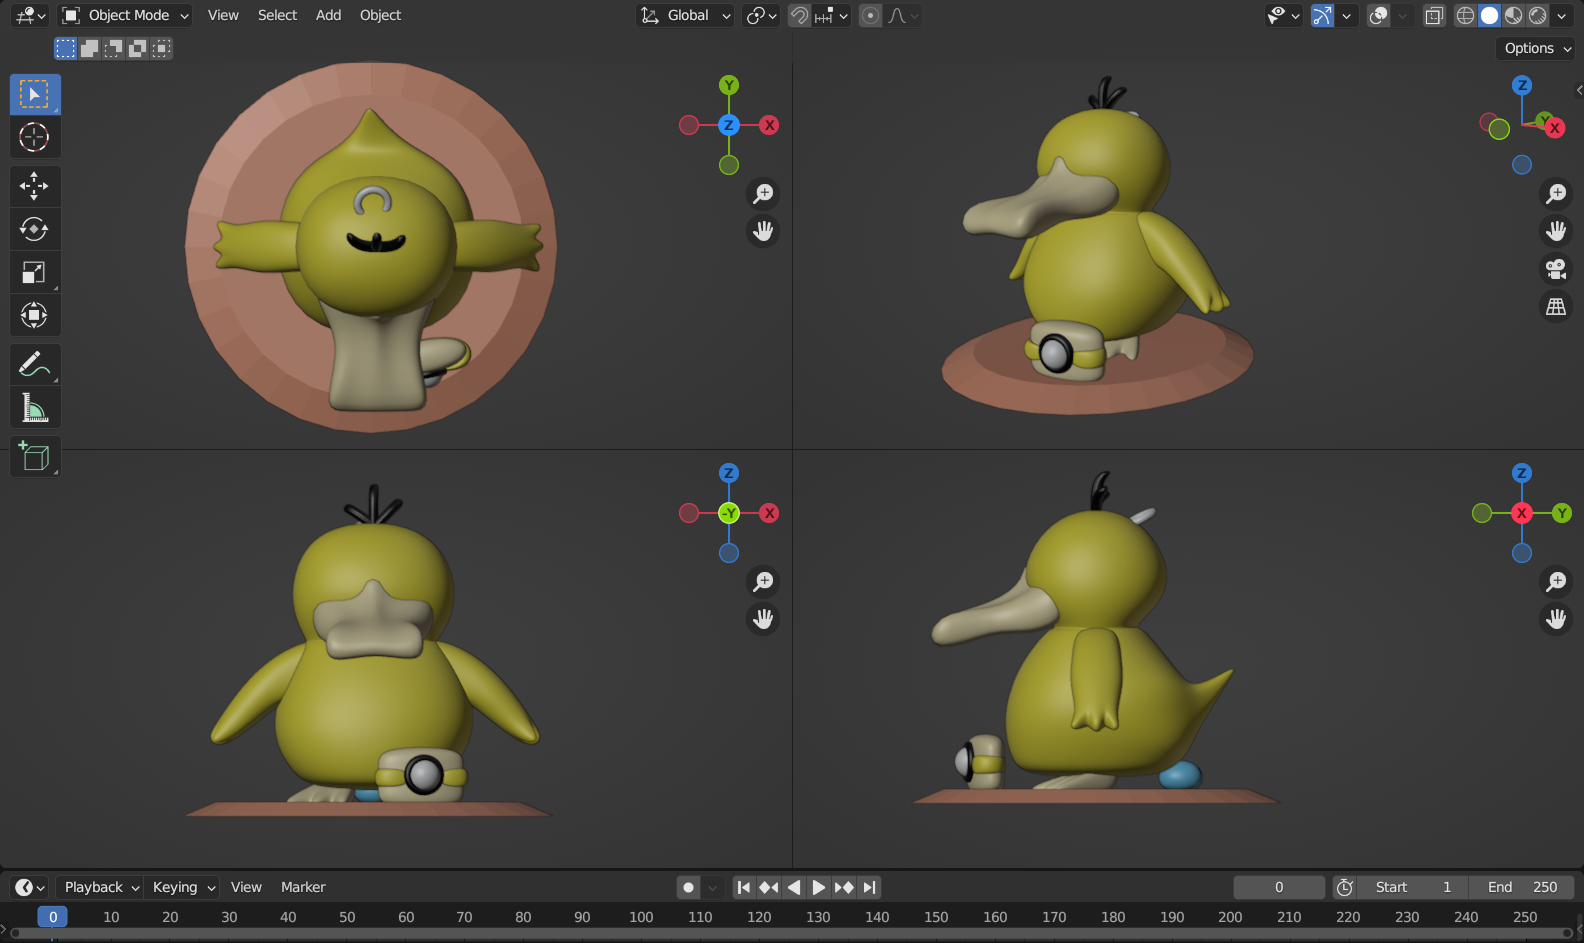 Object Mode View Select Add Object Global
Options
Y
Z X
Z
Y
X
Z
-Y X
Z
X Y
Playback Keying View Marker 0 Start 1 End 250
0 10 20 30 40 50 60 70 80 90 100 110 120 130 140 150 160 170 180 190 200 210 220 230 240 250